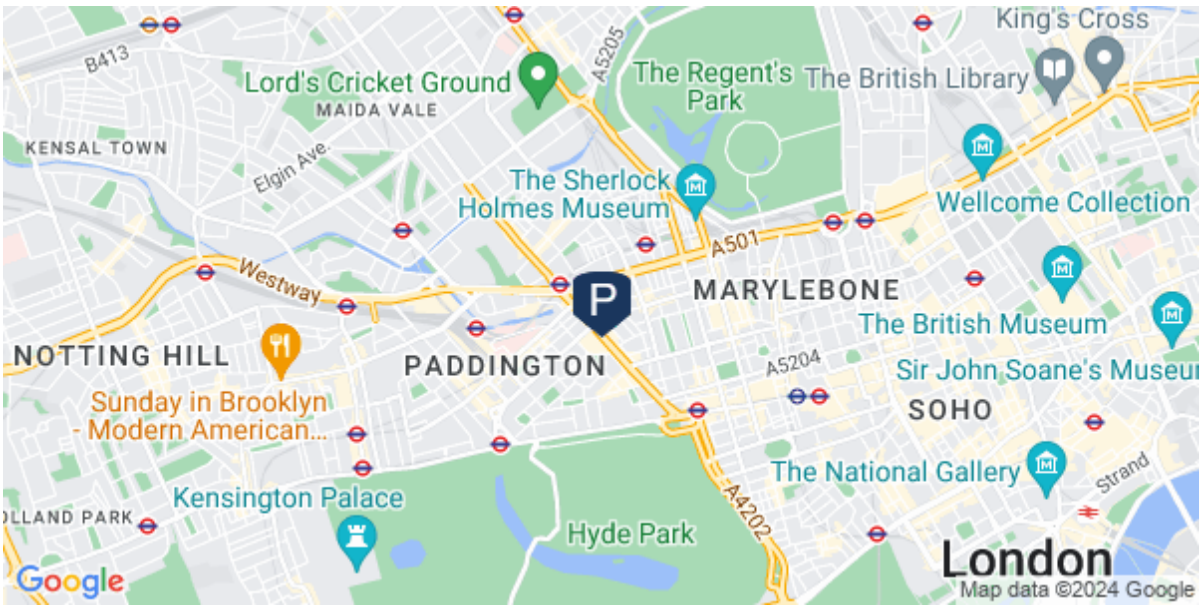 King's Cross
B413
A5205
Lord's Cricket Ground
The Regent's
Park
The British Library
MAIDA VALE
KENSAL TOWN
Elgin Ave.
The Sherlock
Holmes Museum
Wellcome Collection
A501
Westway
P
MARYLEBONE
The British Museum
NOTTING HILL
PADDINGTON
A5204
Sir John Soane's Museu
Sunday in Brooklyn
- Modern American...
SOHO
The National Gallery
Strand
Kensington Palace
A4202
OLLAND PARK
Hyde Park
London
Google
Map data ©2024 Google